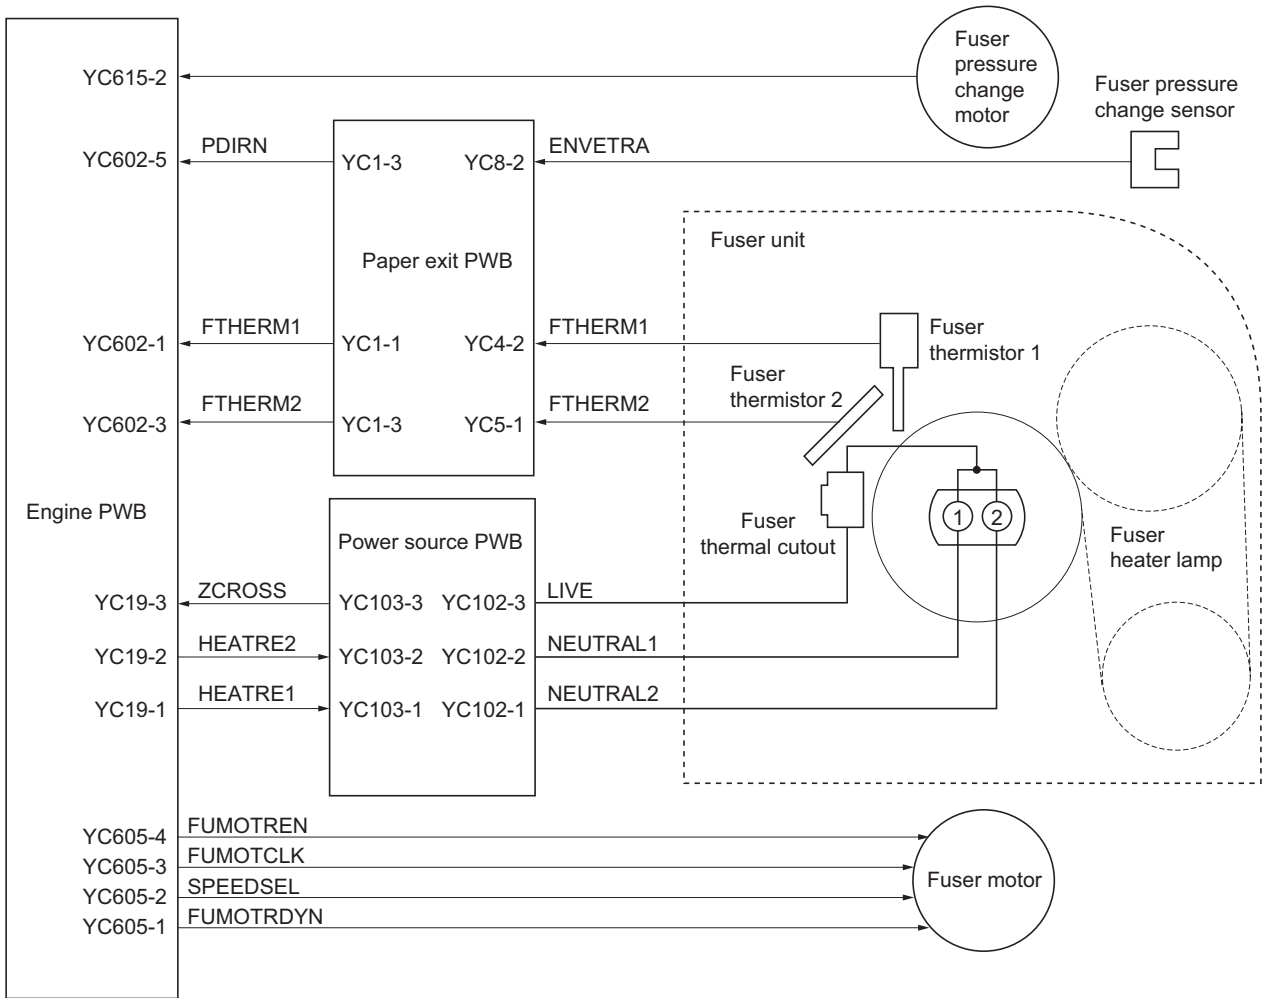 Fuser
pressure
change
motor
YC615-2
Fuser pressure
change sensor
PDIRN
ENVETRA
YC602-5
YC1-3
YC8-2
Fuser unit
Paper exit PWB
FTHERM1
FTHERM1
YC602-1
YC1-1
YC4-2
Fuser
thermistor 1
Fuser
thermistor 2
FTHERM2
FTHERM2
YC602-3
YC1-3
YC5-1
Engine PWB
1
2
Fuser
thermal cutout
Fuser
heater lamp
Power source PWB
ZCROSS
LIVE
YC19-3
YC103-3
YC102-3
HEATRE2
NEUTRAL1
YC19-2
YC103-2
YC102-2
HEATRE1
NEUTRAL2
YC19-1
YC103-1
YC102-1
FUMOTREN
YC605-4
FUMOTCLK
YC605-3
SPEEDSEL
YC605-2
FUMOTRDYN
YC605-1
Fuser motor